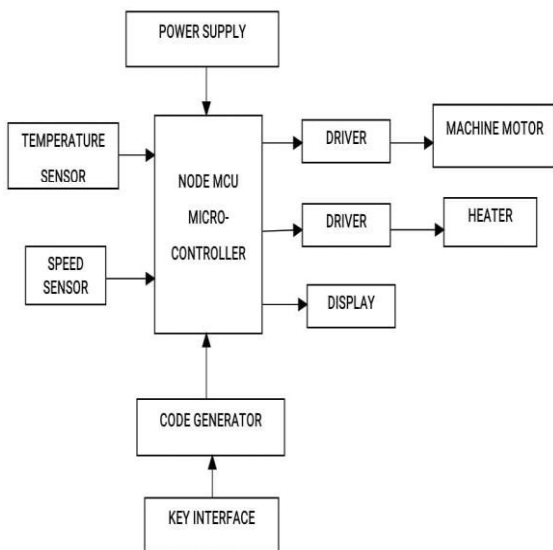 POWER SUPPLY
TEMPERATURE
SENSOR
NODE MCU
MICRO-
CONTROLLER
DRIVER
MACHINE MOTOR
DRIVER
HEATER
SPEED
SENSOR
DISPLAY
CODE GENERATOR
KEY INTERFACE